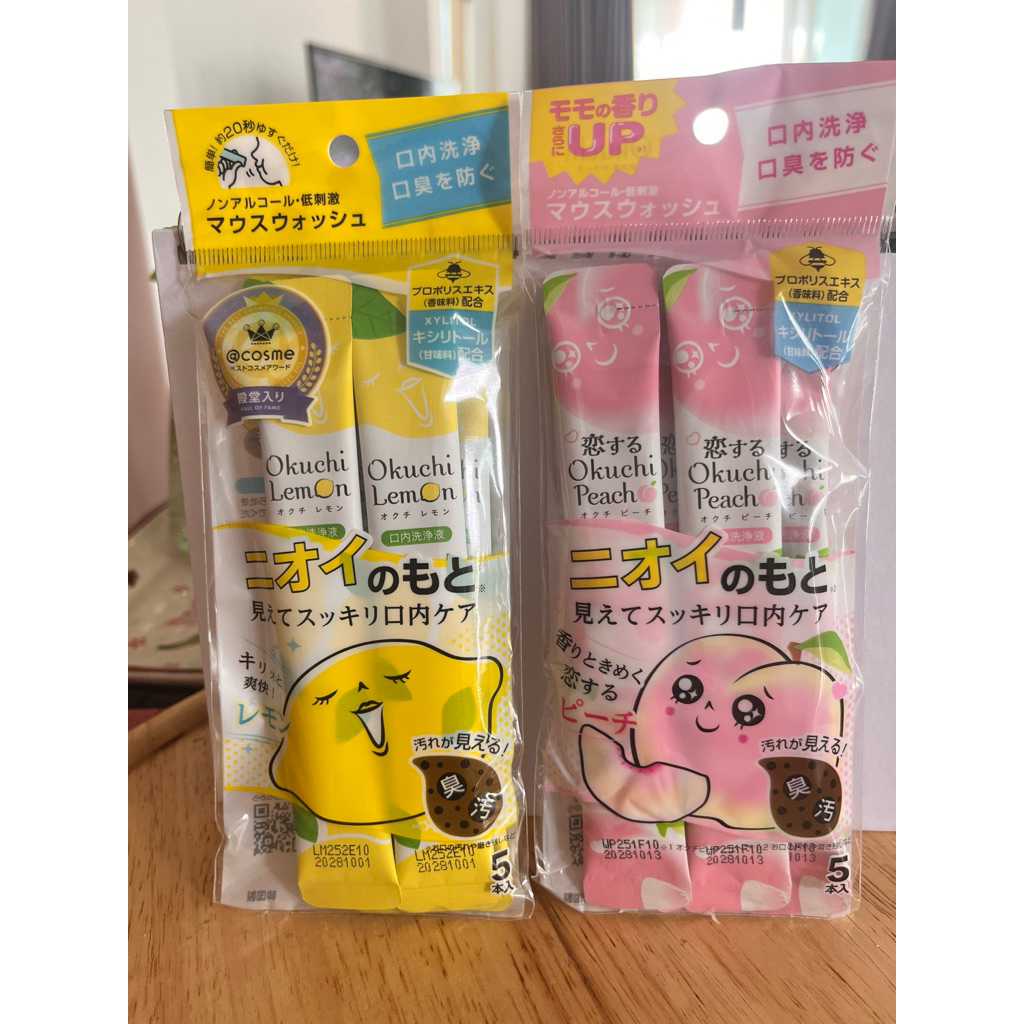 簡単!約20秒ゆすぐだけ!
口内洗浄
口臭を防ぐ
ノンアルコール・低刺激
マウスウォッシュ
プロポリスエキス
(香味料)配合
XYLITOL
キシリトール
(甘味料)配合
@cosme
ベストコスメアワード
殿堂入り
HALL OF FAME
Okuchi
Lemon
オクチ レモン
洗浄液
Okuchi
Lemon
オクチ レモン
口内洗浄液
ニオイのもと※
見えてスッキリ口内ケア
キリッと
爽快!
レモン
汚れが見える!
臭
汚
LM252E10
20281001
LM252E10
20281001
5
本入
モモの香り
さらにUP
口内洗浄
口臭を防ぐ
ノンアルコール・低刺激
マウスウォッシュ
プロポリスエキス
(香味料)配合
XYLITOL
キシリトール
(甘味料)配合
恋する
Okuchi
Peach
オクチ ピーチ
恋する
Okuchi
Peach
オクチ ピーチ
洗浄液
ニオイのもと
見えてスッキリ口内ケア
香りときめく
恋する
ピーチ
汚れが見える!
臭
汚
WP251F10
20281013
WP251F10
20281013
5
本入